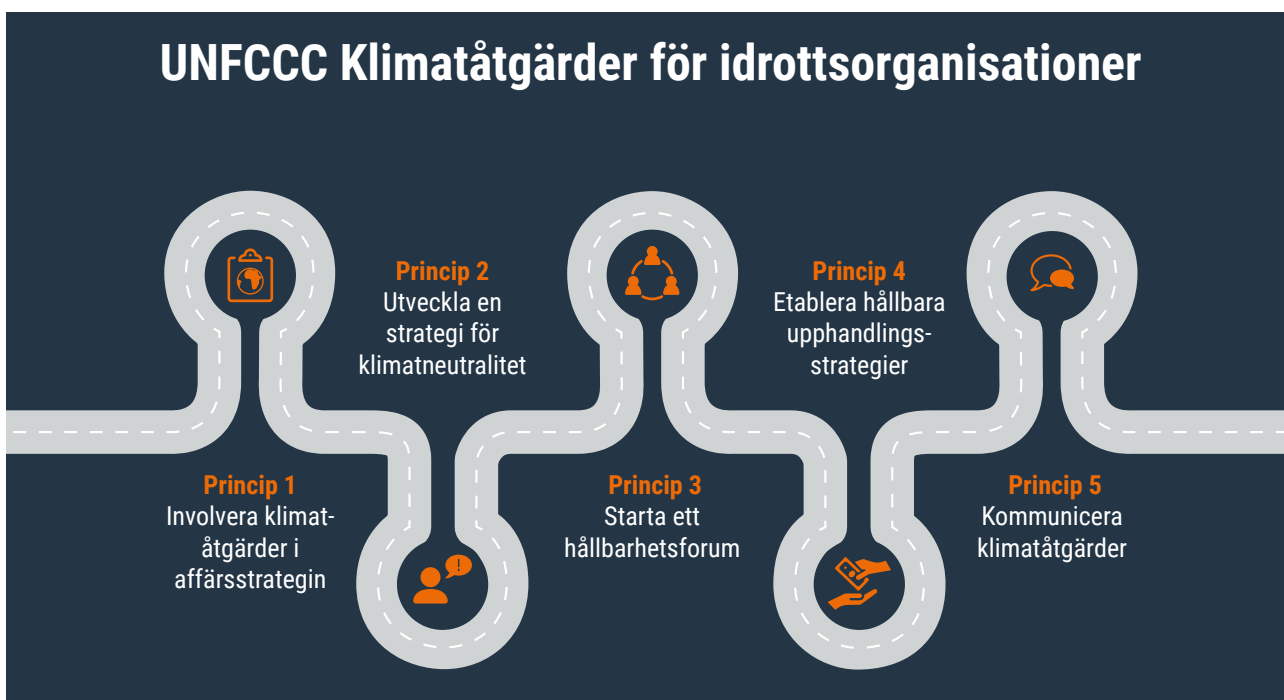 UNFCCC Klimatåtgärder för idrottsorganisationer
Princip 1
Involvera klimat-
åtgärder i
affärsstrategin
Princip 2
Utveckla en
strategi för
klimatneutralitet
Princip 3
Starta ett
hållbarhetsforum
Princip 4
Etablera hållbara
upphandlings-
strategier
Princip 5
Kommunicera
klimatåtgärder